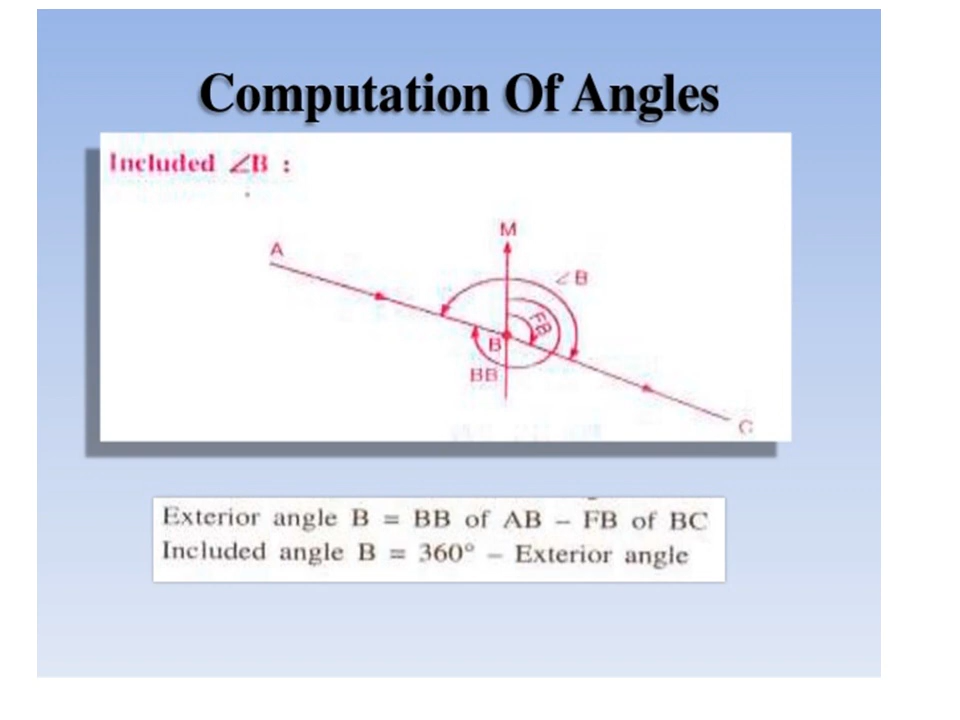 Computation Of Angles
Included ∠B :
M
A
∠B
FB
B
BB
C
Exterior angle B = BB of AB – FB of BC
Included angle B = 360° – Exterior angle